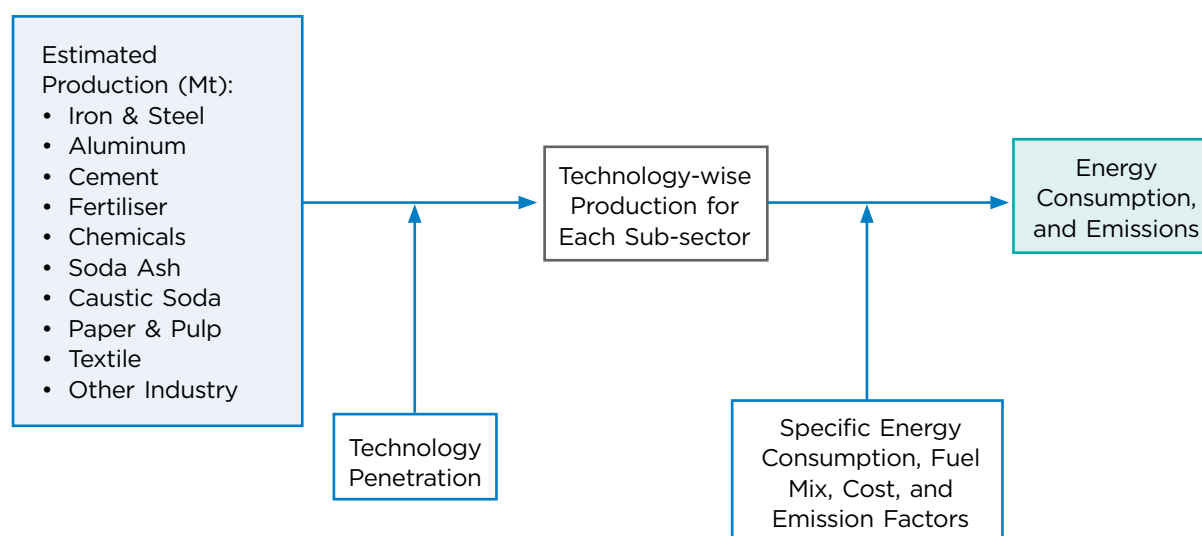 Estimated
Production (Mt):
• Iron & Steel
• Aluminum
• Cement
• Fertiliser
• Chemicals
• Soda Ash
• Caustic Soda
• Paper & Pulp
• Textile
• Other Industry
Technology
Penetration
Technology-wise
Production for
Each Sub-sector
Specific Energy
Consumption, Fuel
Mix, Cost, and
Emission Factors
Energy
Consumption,
and Emissions